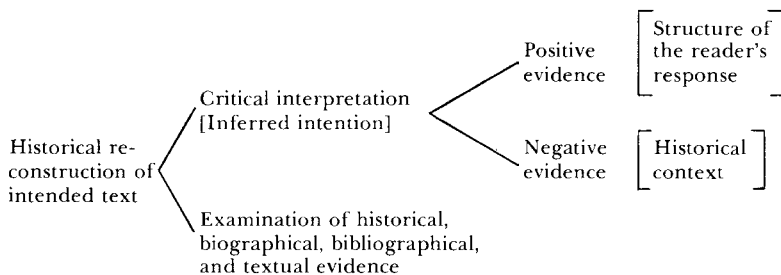 Historical re-
construction of
intended text
Critical interpretation
[Inferred intention]
Examination of historical,
biographical, bibliographical,
and textual evidence
Positive
evidence
Structure of
the reader's
response
Negative
evidence
Historical
context